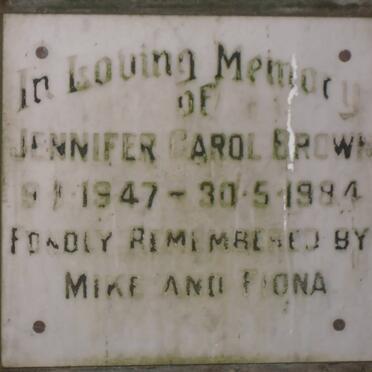 In Loving Memory
OF
JENNIFER CAROL BROWN
1947 - 30·5·1984
FONDLY REMEMBERED BY
MIKE AND FIONA